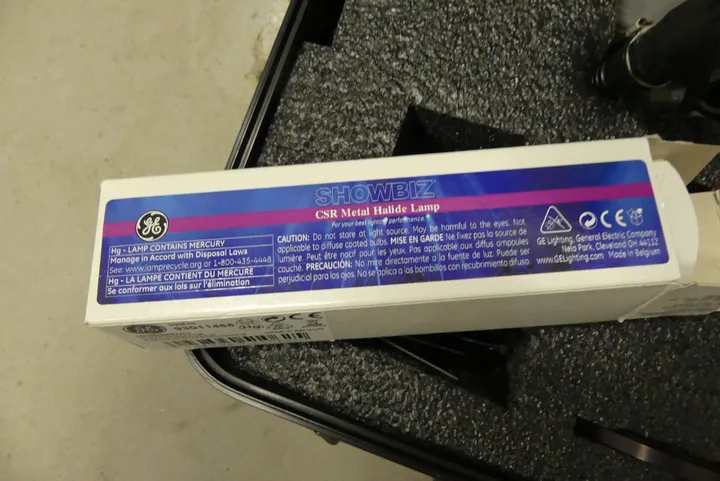 SHOWBIZ
CSR Metal Halide Lamp
For your best lighting performance.
GE
Hg - LAMP CONTAINS MERCURY
Manage in Accord with Disposal Laws
See: www.lamprecycle.org or 1-800-435-4448
Hg - LA LAMPE CONTIENT DU MERCURE
Se conformer aux lois sur l'élimination
CAUTION: Do not stare at light source. May be harmful to the eyes. Not
applicable to diffuse coated bulbs. MISE EN GARDE Ne fixez pas la source de
lumière. Peut être nocif pour les yeux. Pas applicable aux diffus ampoules
couché. PRECAUCIÓN: No mire directamente a la fuente de luz. Puede ser
perjudicial para los ojos. No se aplica a las bombillos con recubrimiento difuso.
CE
GE Lighting, General Electric Company
Nela Park, Cleveland OH 44112
www.GELighting.com Made in Belgium
GE
93011466
CE